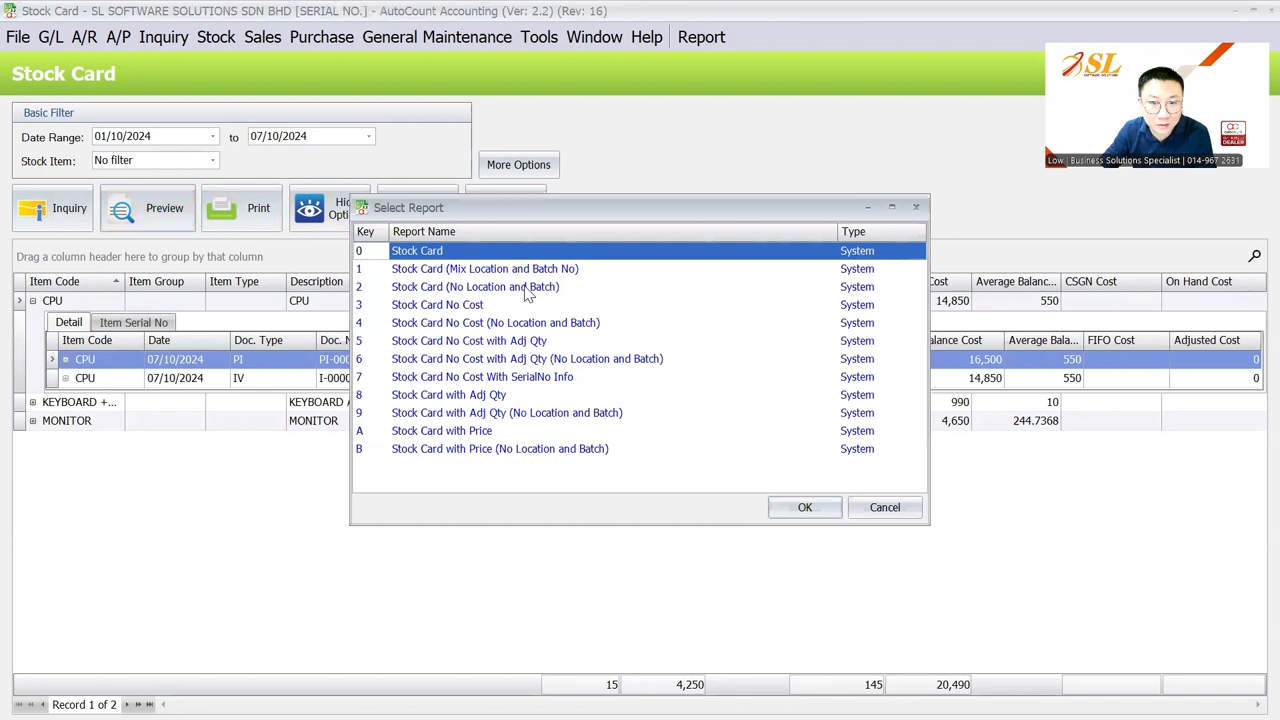 Stock Card - SL SOFTWARE SOLUTIONS SDN BHD [SERIAL NO.] - AutoCount Accounting (Ver: 2.2) (Rev: 16)
File G/L A/R A/P Inquiry Stock Sales Purchase General Maintenance Tools Window Help Report
Stock Card
SL
Low | Business Solutions Specialist | 014-967 2631
Basic Filter
Date Range: 01/10/2024 to 07/10/2024
Stock Item: No filter
More Options
Inquiry Preview Print
Select Report
Key Report Name Type
0 Stock Card System
1 Stock Card (Mix Location and Batch No) System
2 Stock Card (No Location and Batch) System
3 Stock Card No Cost System
4 Stock Card No Cost (No Location and Batch) System
5 Stock Card No Cost with Adj Qty System
6 Stock Card No Cost with Adj Qty (No Location and Batch) System
7 Stock Card No Cost With SerialNo Info System
8 Stock Card with Adj Qty System
9 Stock Card with Adj Qty (No Location and Batch) System
A Stock Card with Price System
B Stock Card with Price (No Location and Batch) System
OK Cancel
Drag a column header here to group by that column
Item Code Item Group Item Type Description Cost Average Balanc... CSGN Cost On Hand Cost
CPU CPU 14,850 550
Detail Item Serial No
Item Code Date Doc. Type Doc. N Balance Cost Average Bala... FIFO Cost Adjusted Cost
CPU 07/10/2024 PI PI-000 16,500 550 0
CPU 07/10/2024 IV I-0000 14,850 550 0
KEYBOARD +... KEYBOARD 990 10
MONITOR MONITOR 4,650 244.7368
15 4,250 145 20,490
Record 1 of 2